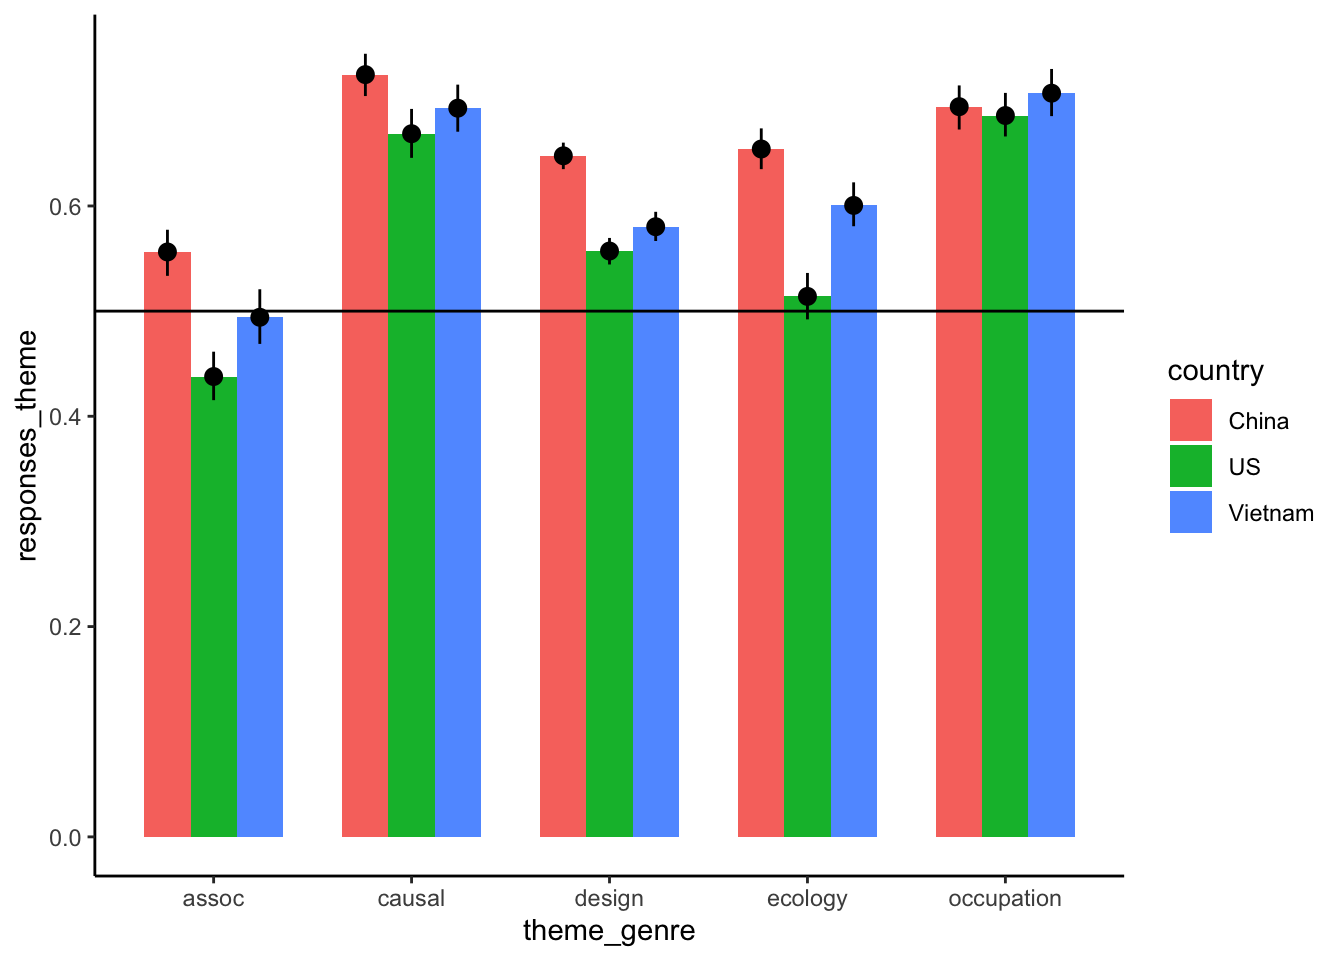 responses_theme
0.6
0.4
0.2
0.0
assoc
causal
design
ecology
occupation
theme_genre
country
China
US
Vietnam